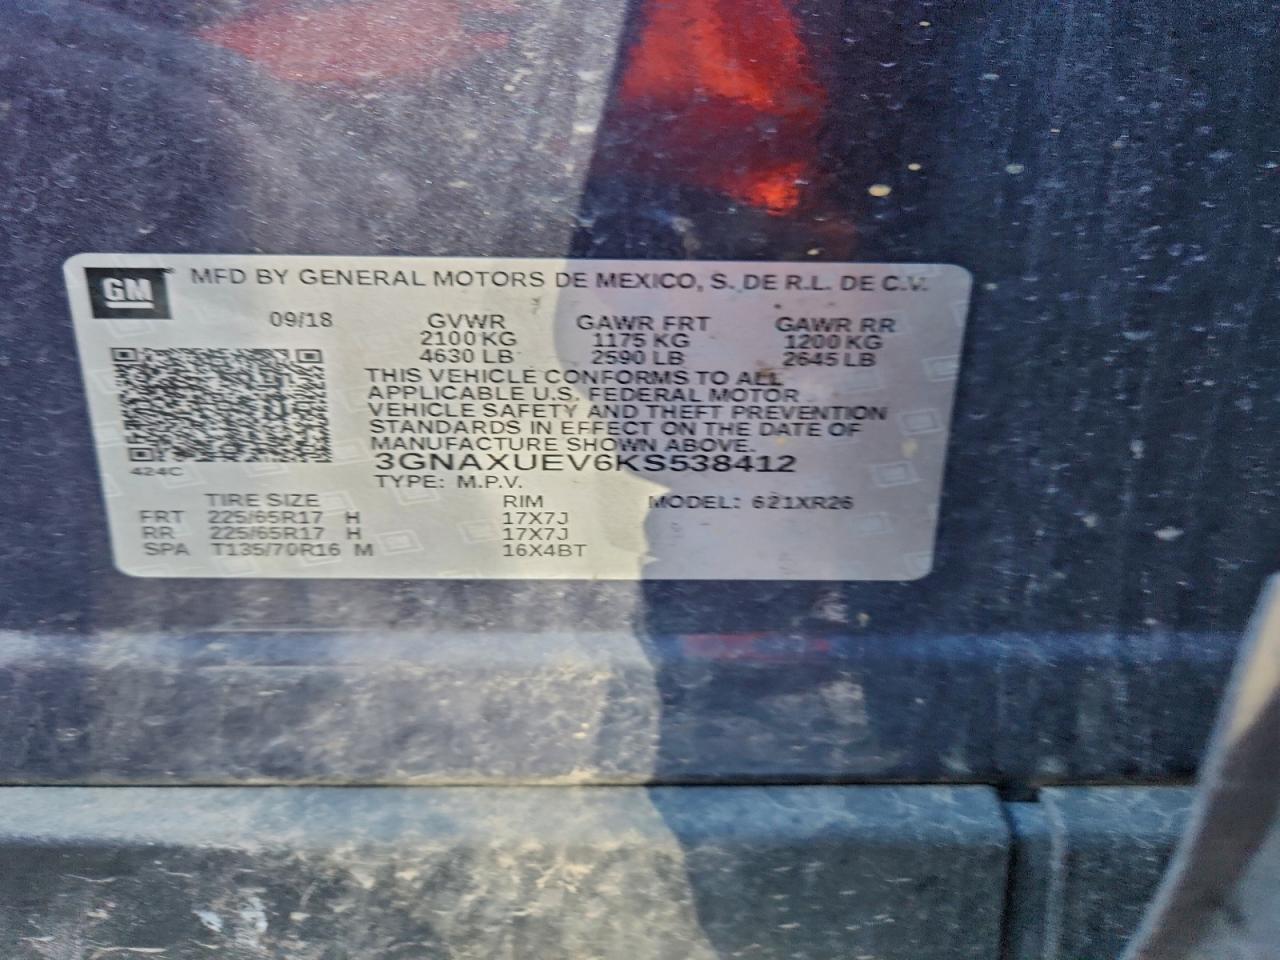 GM MFD BY GENERAL MOTORS DE MEXICO, S. DE R.L. DE C.V.
09/18 GVWR GAWR FRT GAWR RR
2100 KG 1175 KG 1200 KG
4630 LB 2590 LB 2645 LB
THIS VEHICLE CONFORMS TO ALL
APPLICABLE U.S. FEDERAL MOTOR
VEHICLE SAFETY AND THEFT PREVENTION
STANDARDS IN EFFECT ON THE DATE OF
MANUFACTURE SHOWN ABOVE.
3GNAXUEV6KS538412
424C
TYPE: M.P.V.
TIRE SIZE RIM MODEL: 621XR26
FRT 225/65R17 H 17X7J
RR 225/65R17 H 17X7J
SPA T135/70R16 M 16X4BT